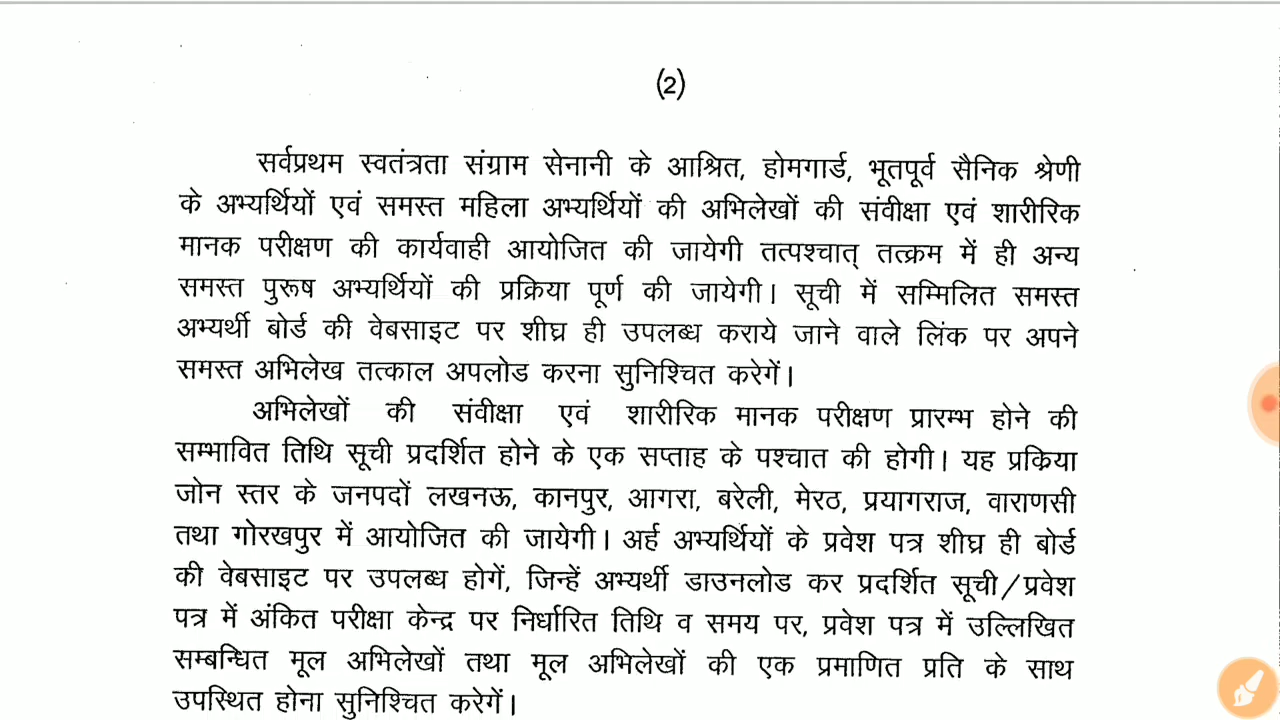 (2)
सर्वप्रथम स्वतंत्रता संग्राम सेनानी के आश्रित, होमगार्ड, भूतपूर्व सैनिक श्रेणी
के अभ्यर्थियों एवं समस्त महिला अभ्यर्थियों की अभिलेखों की संवीक्षा एवं शारीरिक
मानक परीक्षण की कार्यवाही आयोजित की जायेगी तत्पश्चात् तत्क्रम में ही अन्य
समस्त पुरूष अभ्यर्थियों की प्रक्रिया पूर्ण की जायेगी। सूची में सम्मिलित समस्त
अभ्यर्थी बोर्ड की वेबसाइट पर शीघ्र ही उपलब्ध कराये जाने वाले लिंक पर अपने
समस्त अभिलेख तत्काल अपलोड करना सुनिश्चित करेगें।
अभिलेखों की संवीक्षा एवं शारीरिक मानक परीक्षण प्रारम्भ होने की
सम्भावित तिथि सूची प्रदर्शित होने के एक सप्ताह के पश्चात की होगी। यह प्रक्रिया
जोन स्तर के जनपदों लखनऊ, कानपुर, आगरा, बरेली, मेरठ, प्रयागराज, वाराणसी
तथा गोरखपुर में आयोजित की जायेगी। अर्ह अभ्यर्थियों के प्रवेश पत्र शीघ्र ही बोर्ड
की वेबसाइट पर उपलब्ध होगें, जिन्हें अभ्यर्थी डाउनलोड कर प्रदर्शित सूची/प्रवेश
पत्र में अंकित परीक्षा केन्द्र पर निर्धारित तिथि व समय पर, प्रवेश पत्र में उल्लिखित
सम्बन्धित मूल अभिलेखों तथा मूल अभिलेखों की एक प्रमाणित प्रति के साथ
उपस्थित होना सुनिश्चित करेगें।